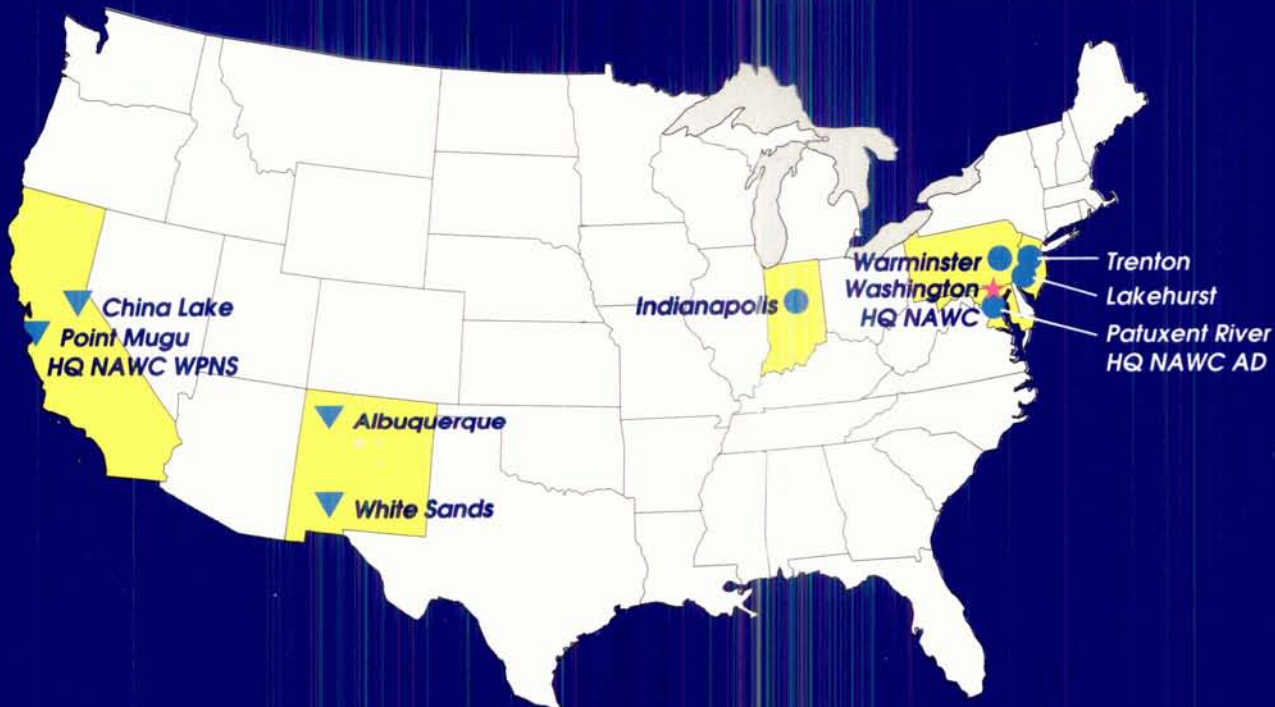 China Lake
Point Mugu
HQ NAWC WPNS
Albuquerque
White Sands
Indianapolis
Warminster
Washington
HQ NAWC
Trenton
Lakehurst
Patuxent River
HQ NAWC AD